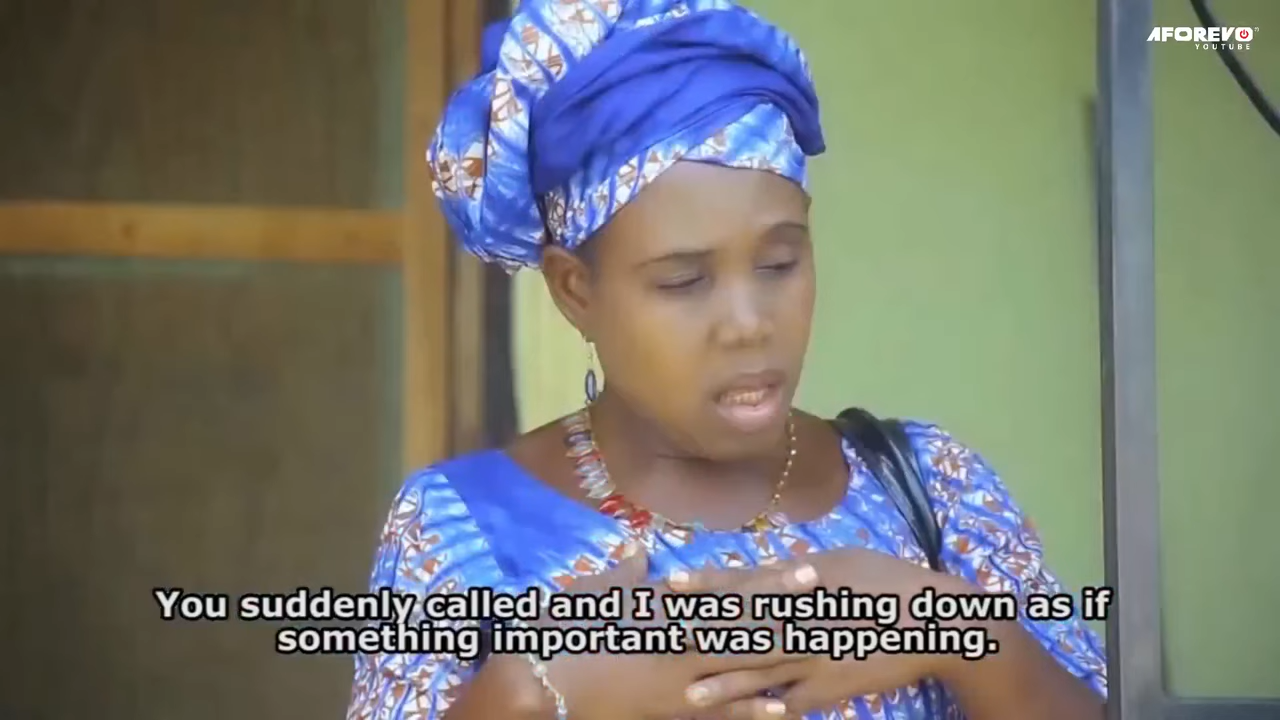 AFOREVO
YOUTUBE
You suddenly called and I was rushing down as if
something important was happening.